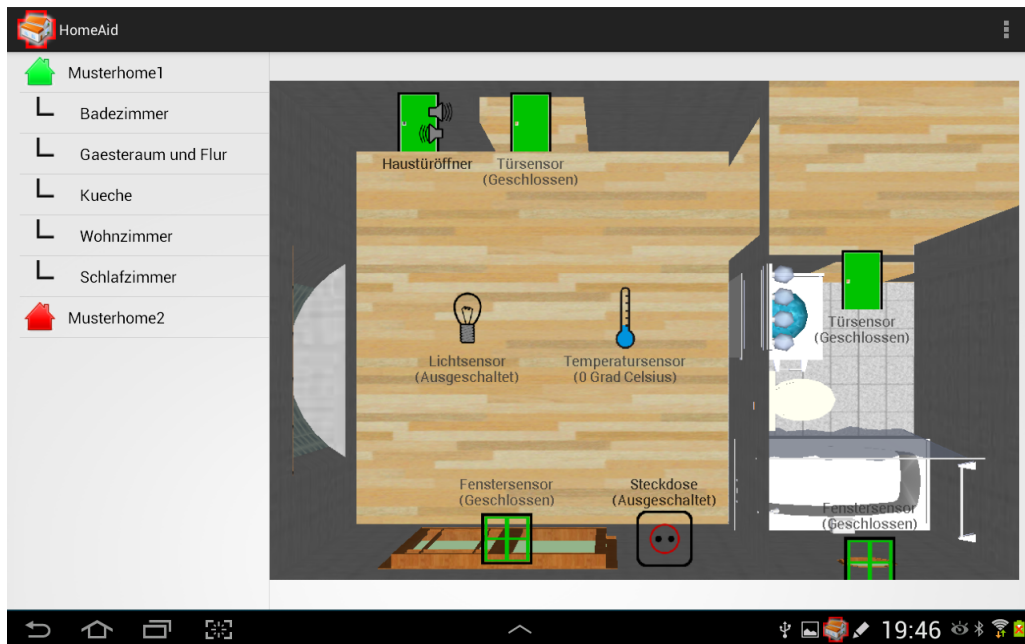 HomeAid
Musterhome1
Badezimmer
Gaesteraum und Flur
Kueche
Wohnzimmer
Schlafzimmer
Musterhome2
Haustüröffner
Türsensor
(Geschlossen)
Türsensor
(Geschlossen)
Lichtsensor
(Ausgeschaltet)
Temperatursensor
(0 Grad Celsius)
Fenstersensor
(Geschlossen)
Steckdose
(Ausgeschaltet)
Fenstersensor
(Geschlossen)
19:46